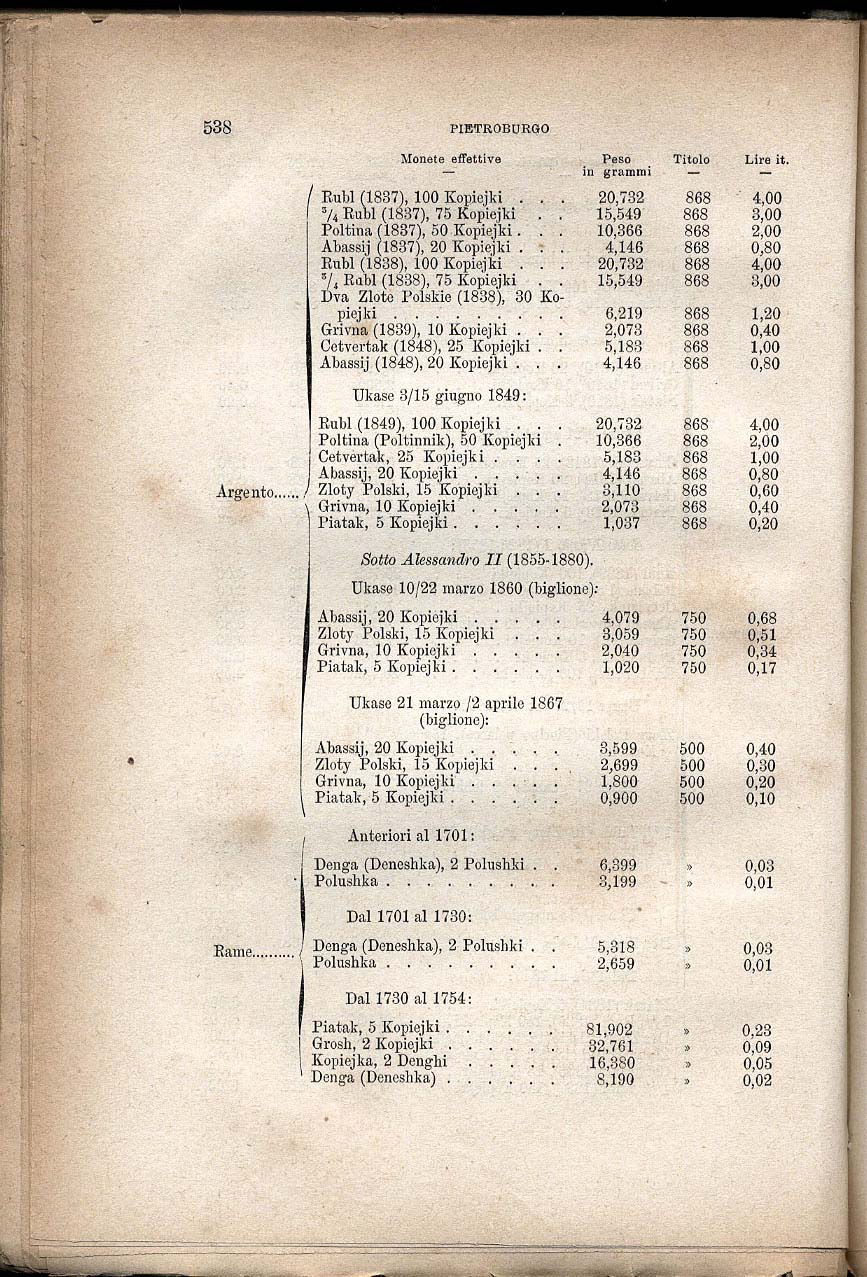 538 PIETROBURGO
Monete effettive Peso in grammi Titolo Lire it.
Rubl (1837), 100 Kopiejki . . . 20,732 868 4,00
³/₄ Rubl (1837), 75 Kopiejki . . 15,549 868 3,00
Poltina (1837), 50 Kopiejki . . . 10,366 868 2,00
Abassij (1837), 20 Kopiejki . . . 4,146 868 0,80
Rubl (1838), 100 Kopiejki . . . 20,732 868 4,00
³/₄ Rubl (1838), 75 Kopiejki . . 15,549 868 3,00
Dva Zlote Polskie (1838), 30 Ko-
piejki . . . . . . . . . 6,219 868 1,20
Grivna (1839), 10 Kopiejki . . . 2,073 868 0,40
Cetvertak (1848), 25 Kopiejki . . 5,183 868 1,00
Abassij (1848), 20 Kopiejki . . . 4,146 868 0,80
Ukase 3/15 giugno 1849:
Rubl (1849), 100 Kopiejki . . . 20,732 868 4,00
Poltina (Poltinnik), 50 Kopiejki . 10,366 868 2,00
Cetvertak, 25 Kopiejki . . . . 5,183 868 1,00
Abassij, 20 Kopiejki . . . . . . 4,146 868 0,80
Argento...... Zloty Polski, 15 Kopiejki . . . 3,110 868 0,60
Grivna, 10 Kopiejki . . . . . 2,073 868 0,40
Piatak, 5 Kopiejki . . . . . . 1,037 868 0,20
Sotto Alessandro II (1855-1880).
Ukase 10/22 marzo 1860 (biglione):
Abassij, 20 Kopiejki . . . . . 4,079 750 0,68
Zloty Polski, 15 Kopiejki . . . 3,059 750 0,51
Grivna, 10 Kopiejki . . . . . 2,040 750 0,34
Piatak, 5 Kopiejki . . . . . . 1,020 750 0,17
Ukase 21 marzo /2 aprile 1867
(biglione):
Abassij, 20 Kopiejki . . . . . 3,599 500 0,40
Zloty Polski, 15 Kopiejki . . . . 2,699 500 0,30
Grivna, 10 Kopiejki . . . . . 1,800 500 0,20
Piatak, 5 Kopiejki . . . . . . 0,900 500 0,10
Anteriori al 1701:
Denga (Deneshka), 2 Polushki . . 6,399 » 0,03
Polushka . . . . . . . . . 3,199 » 0,01
Dal 1701 al 1730:
Rame.......... Denga (Deneshka), 2 Polushki . . 5,318 » 0,03
Polushka . . . . . . . . . 2,659 » 0,01
Dal 1730 al 1754:
Piatak, 5 Kopiejki . . . . . . 81,902 » 0,23
Grosh, 2 Kopiejki . . . . . . 32,761 » 0,09
Kopiejka, 2 Denghi . . . . . 16,380 » 0,05
Denga (Deneshka) . . . . . . 8,190 » 0,02